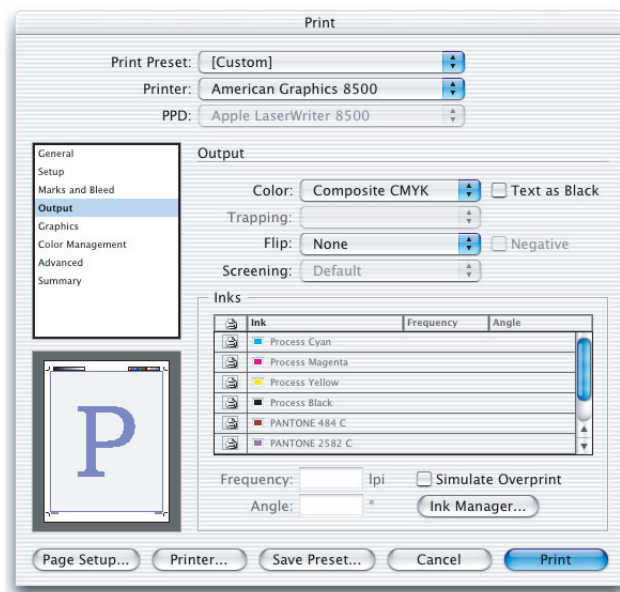 Print
Print Preset: [Custom]
Printer: American Graphics 8500
PPD: Apple LaserWriter 8500
General
Setup
Marks and Bleed
Output
Graphics
Color Management
Advanced
Summary
Output
Color: Composite CMYK Text as Black
Trapping:
Flip: None Negative
Screening: Default
Inks
Ink Frequency Angle
Process Cyan
Process Magenta
Process Yellow
Process Black
PANTONE 484 C
PANTONE 2582 C
Frequency: lpi Simulate Overprint
Angle: ° Ink Manager...
P
Page Setup... Printer... Save Preset... Cancel Print